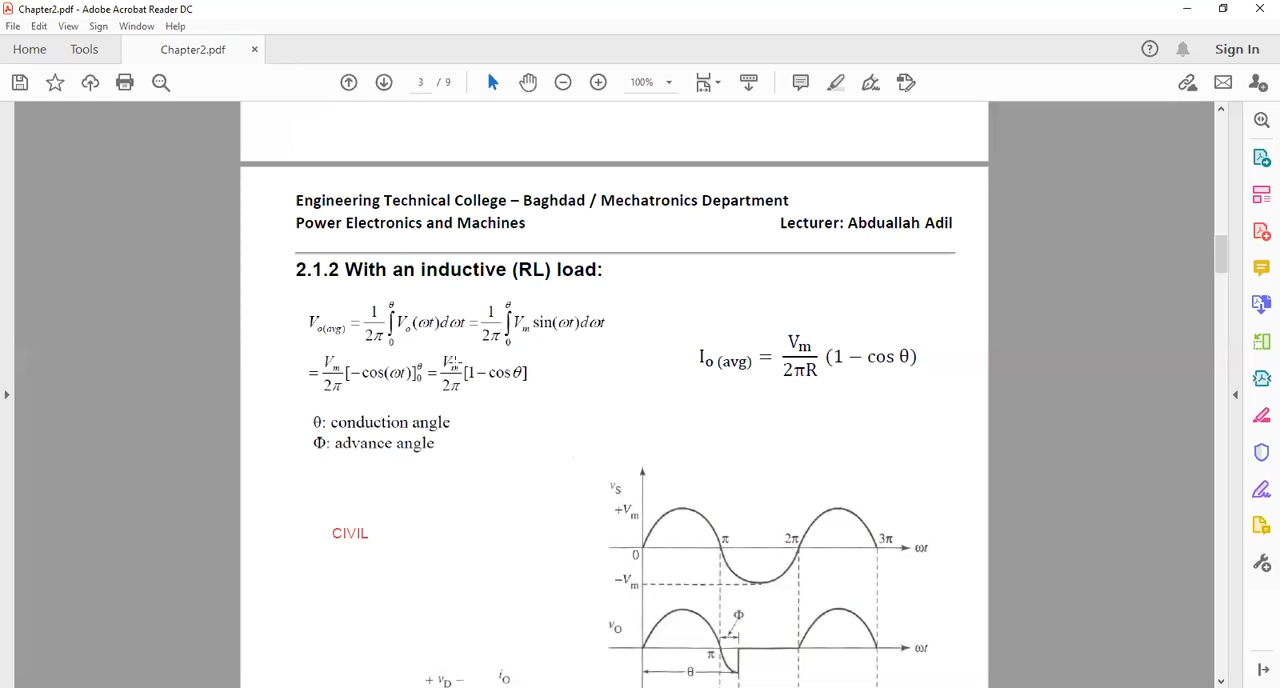 Chapter2.pdf - Adobe Acrobat Reader DC
File Edit View Sign Window Help
Home Tools Chapter2.pdf × Sign In
3 / 9 100%
Engineering Technical College – Baghdad / Mechatronics Department
Power Electronics and Machines Lecturer: Abduallah Adil
2.1.2 With an inductive (RL) load:
V_o(avg) = 1/2π ∫_0^θ V_o(ωt)dωt = 1/2π ∫_0^θ V_m sin(ωt)dωt
= V_m/2π [−cos(ωt)]_0^θ = V_m/2π [1−cosθ]
I_o (avg) = V_m/2πR (1 − cos θ)
θ: conduction angle
Φ: advance angle
CIVIL
v_S
+V_m
π 2π 3π
0 ωt
−V_m
v_O Φ
π ωt
θ
+ v_D − i_O